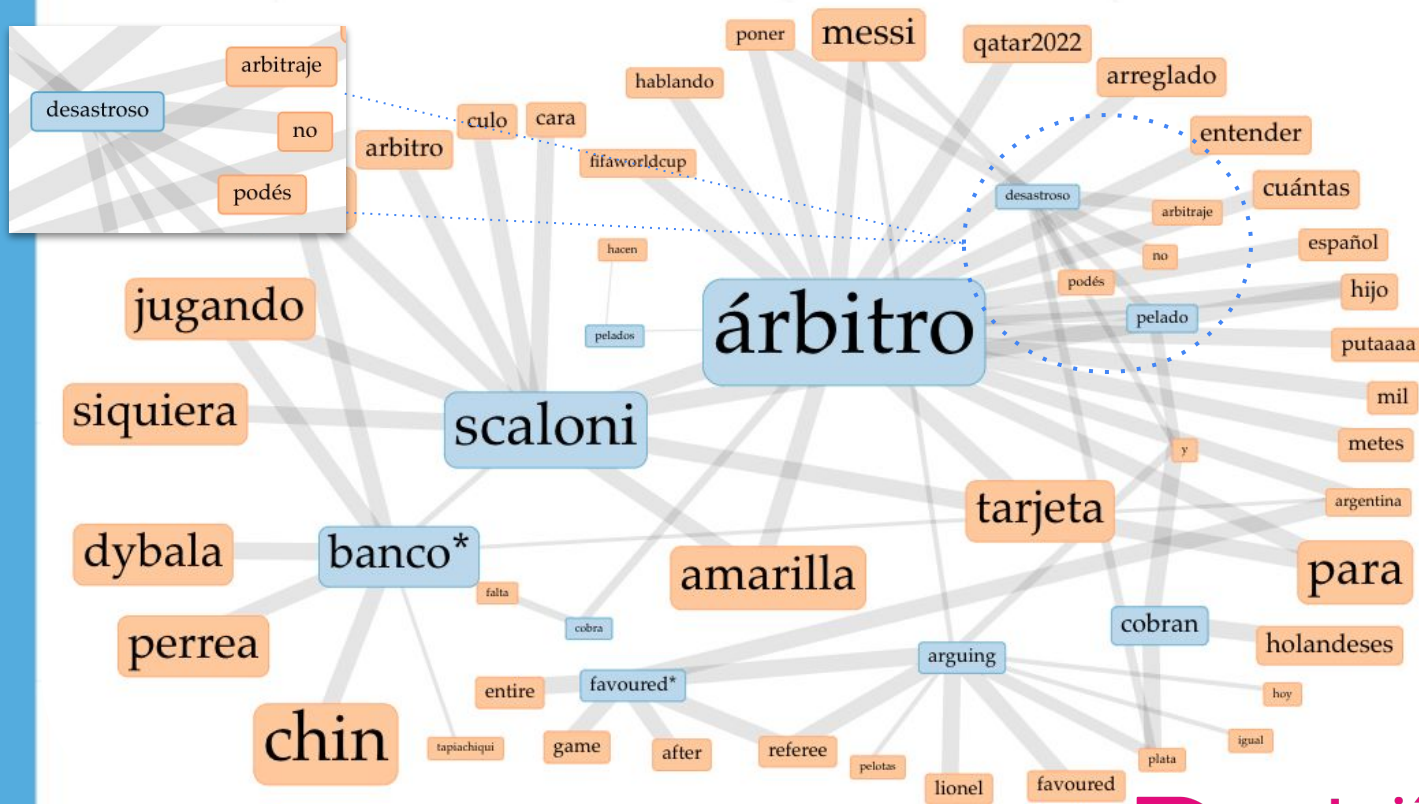 arbitraje
desastroso
no
podés
poner
messi
qatar2022
arreglado
hablando
culo
cara
arbitro
fifaworldcup
entender
cuántas
desastroso
arbitraje
español
hacen
no
podés
hijo
jugando
pelados
árbitro
pelado
putaaaa
mil
siquiera
scaloni
metes
y
tarjeta
argentina
dybala
banco*
amarilla
para
falta
cobra
cobran
perrea
holandeses
arguing
favoured*
entire
hoy
chin
tapiachiqui
game
after
referee
igual
plata
pelotas
lionel
favoured